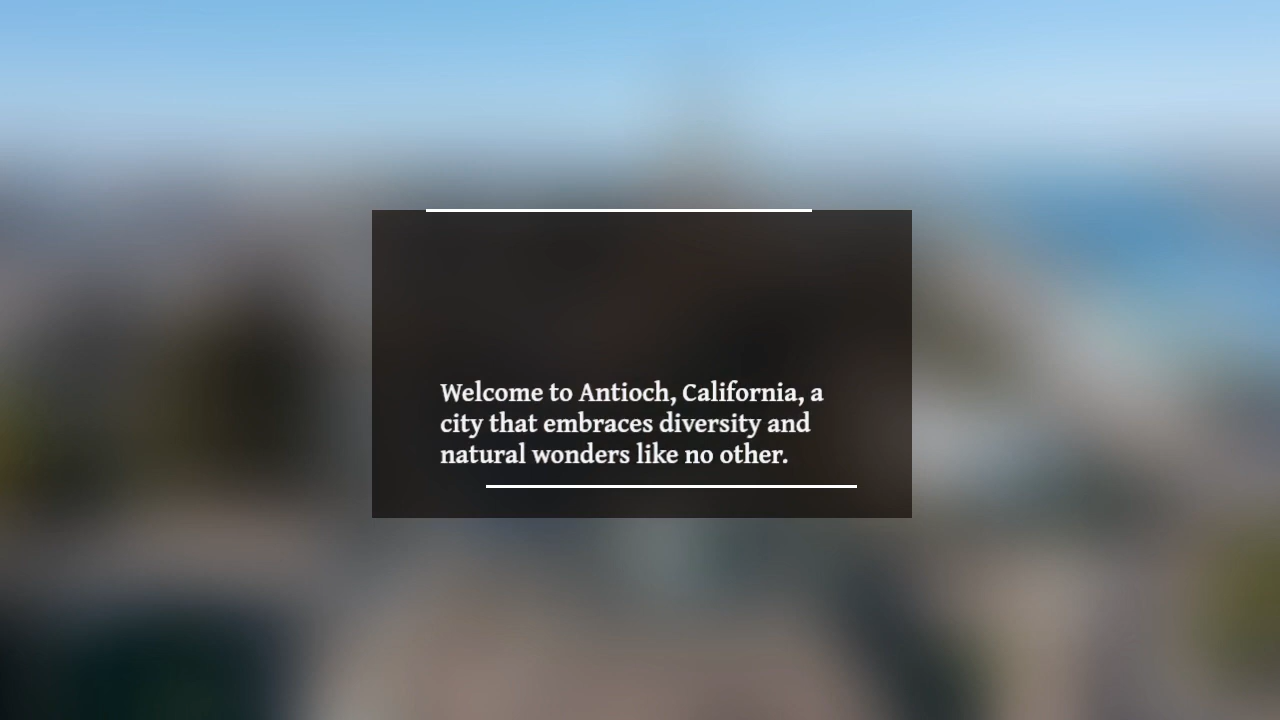 Welcome to Antioch, California, a
city that embraces diversity and
natural wonders like no other.